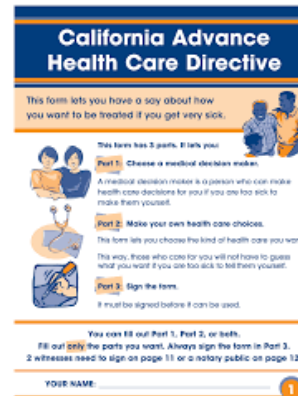 California Advance
Health Care Directive
This form lets you have a say about how
you want to be treated if you get very sick.
This form has 3 parts. It lets you:
Part 1: Choose a medical decision maker.
A medical decision maker is a person who can make
health care decisions for you if you are too sick to
make them yourself.
Part 2: Make your own health care choices.
This form lets you choose the kind of health care you
This way, those who care for you will not have to guess
what you want if you are too sick to tell them yourself.
Part 3: Sign the form.
It must be signed before it can be used.
You can fill out Part 1, Part 2, or both.
Fill out only the parts you want. Always sign the form in Part 3.
2 witnesses need to sign on page 11 or a notary public on page 12
YOUR NAME:
1